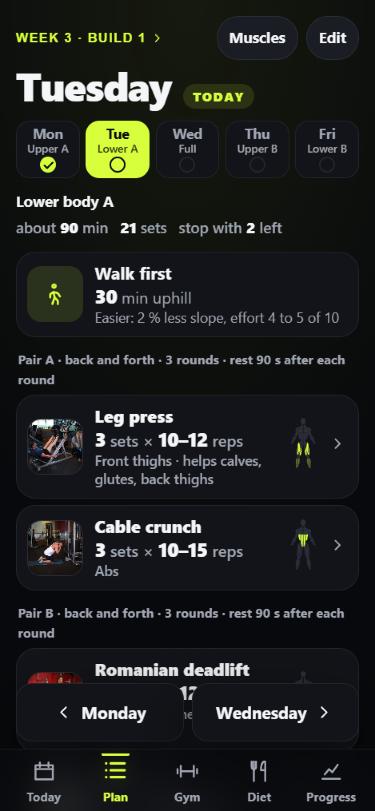 WEEK 3 · BUILD 1 >
Muscles
Edit
Tuesday
TODAY
Mon
Upper A
Tue
Lower A
Wed
Full
Thu
Upper B
Fri
Lower B
Lower body A
about 90 min 21 sets stop with 2 left
Walk first
30 min uphill
Easier: 2 % less slope, effort 4 to 5 of 10
Pair A · back and forth · 3 rounds · rest 90 s after each
round
Leg press
3 sets × 10–12 reps
Front thighs · helps calves,
glutes, back thighs
Cable crunch
3 sets × 10–15 reps
Abs
Pair B · back and forth · 3 rounds · rest 90 s after each
round
Romanian deadlift
Monday
Wednesday
Today
Plan
Gym
Diet
Progress